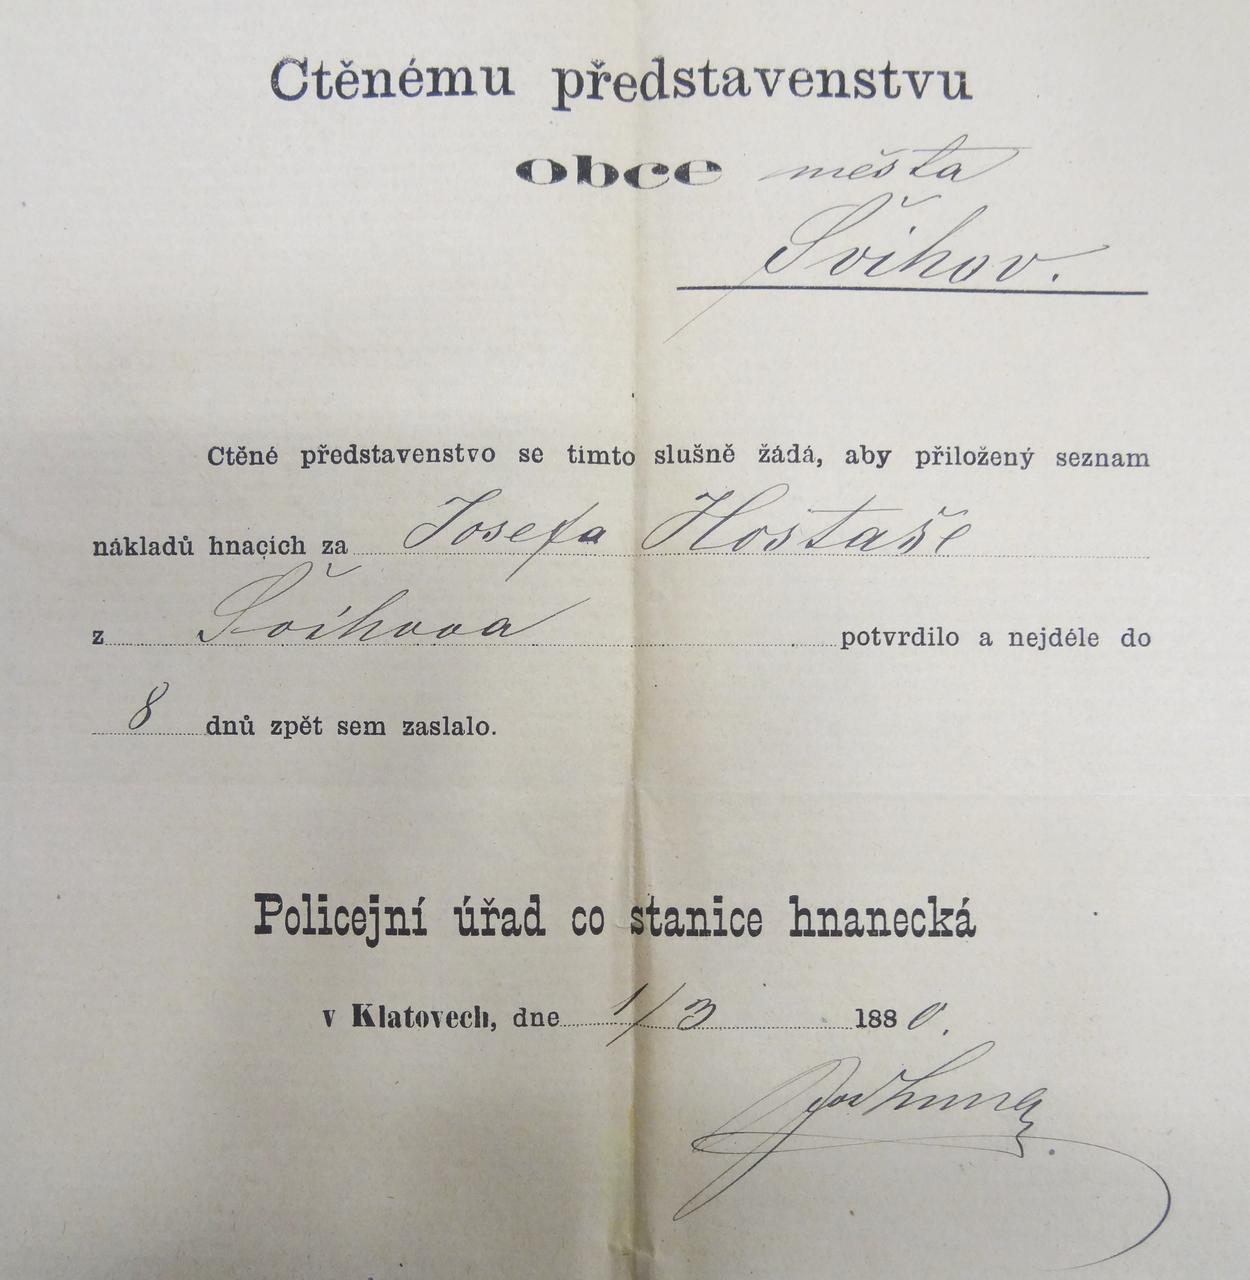 Ctěnému představenstvu
obce města
Švihov.
Ctěné představenstvo se tímto slušně žádá, aby přiložený seznam
nákladů hnacích za Josefa Hostaše
z Švihova potvrdilo a nejdéle do
8 dnů zpět sem zaslalo.
Policejní úřad co stanice hnanecká
v Klatovech, dne 1/3 1880.